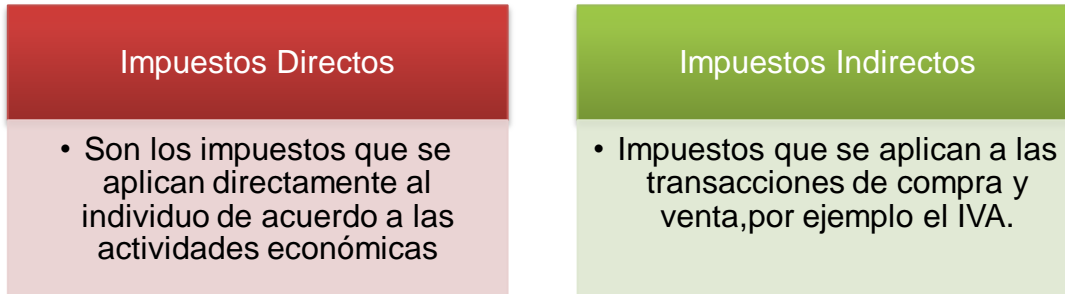 Impuestos Directos
• Son los impuestos que se
aplican directamente al
individuo de acuerdo a las
actividades económicas
Impuestos Indirectos
• Impuestos que se aplican a las
transacciones de compra y
venta,por ejemplo el IVA.